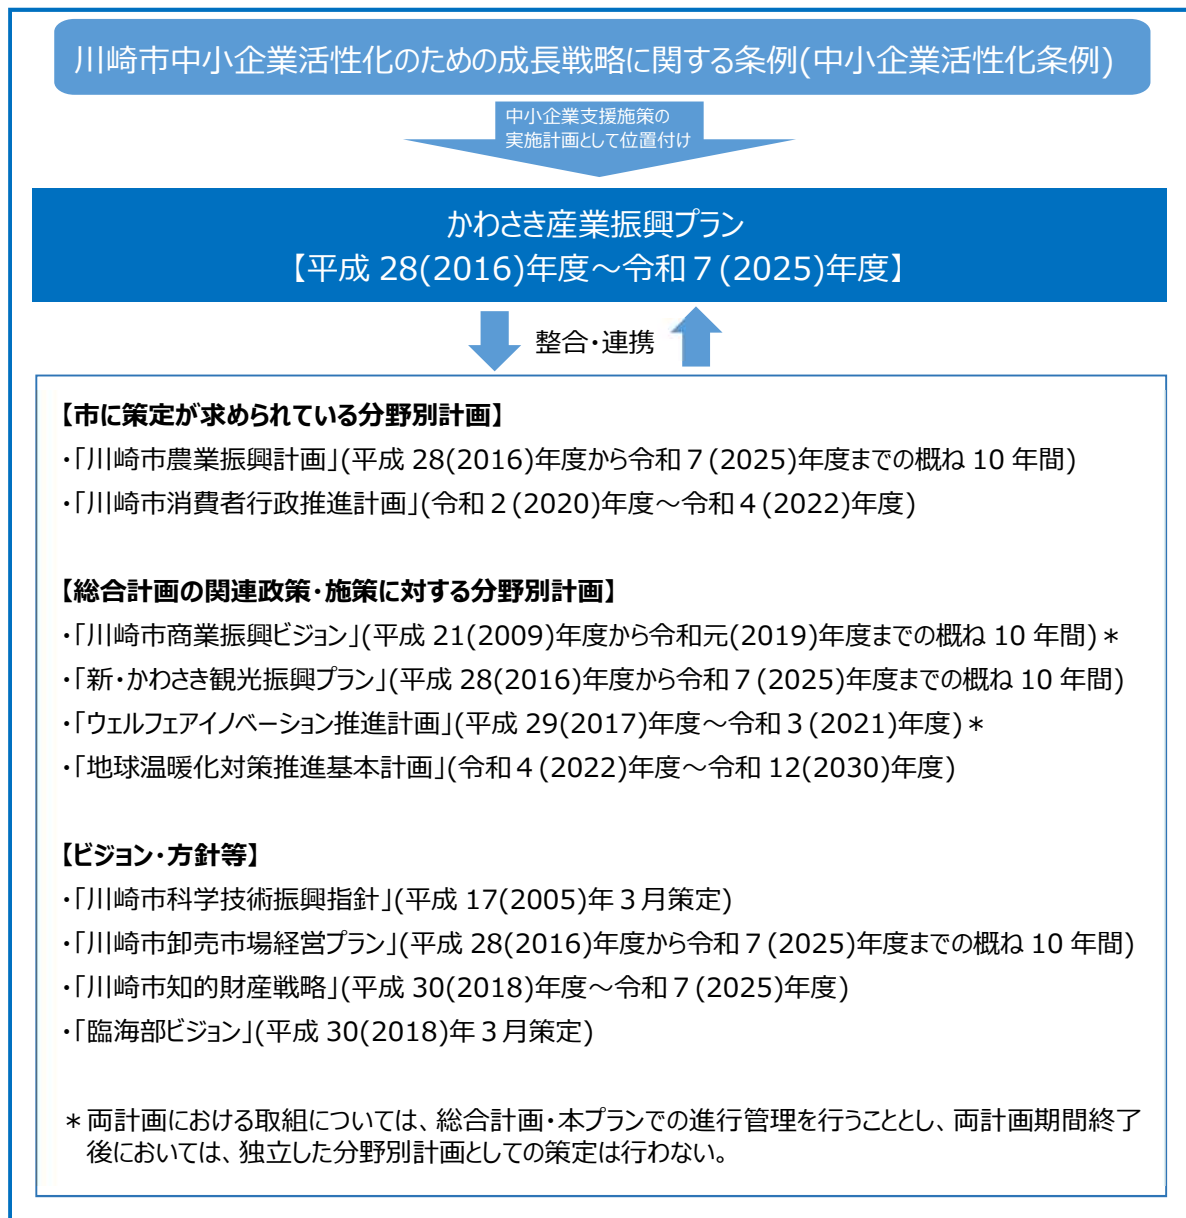 川崎市中小企業活性化のための成長戦略に関する条例(中小企業活性化条例)
中小企業支援施策の
実施計画として位置付け
かわさき産業振興プラン
【平成 28(2016)年度～令和７(2025)年度】
整合・連携
【市に策定が求められている分野別計画】
・「川崎市農業振興計画」(平成 28(2016)年度から令和７(2025)年度までの概ね 10 年間)
・「川崎市消費者行政推進計画」(令和２(2020)年度～令和４(2022)年度)
【総合計画の関連政策・施策に対する分野別計画】
・「川崎市商業振興ビジョン」(平成 21(2009)年度から令和元(2019)年度までの概ね 10 年間)＊
・「新・かわさき観光振興プラン」(平成 28(2016)年度から令和７(2025)年度までの概ね 10 年間)
・「ウェルフェアイノベーション推進計画」(平成 29(2017)年度～令和３(2021)年度)＊
・「地球温暖化対策推進基本計画」(令和４(2022)年度～令和 12(2030)年度)
【ビジョン・方針等】
・「川崎市科学技術振興指針」(平成 17(2005)年３月策定)
・「川崎市卸売市場経営プラン」(平成 28(2016)年度から令和７(2025)年度までの概ね 10 年間)
・「川崎市知的財産戦略」(平成 30(2018)年度～令和７(2025)年度)
・「臨海部ビジョン」(平成 30(2018)年３月策定)
＊両計画における取組については、総合計画・本プランでの進行管理を行うこととし、両計画期間終了
後においては、独立した分野別計画としての策定は行わない。